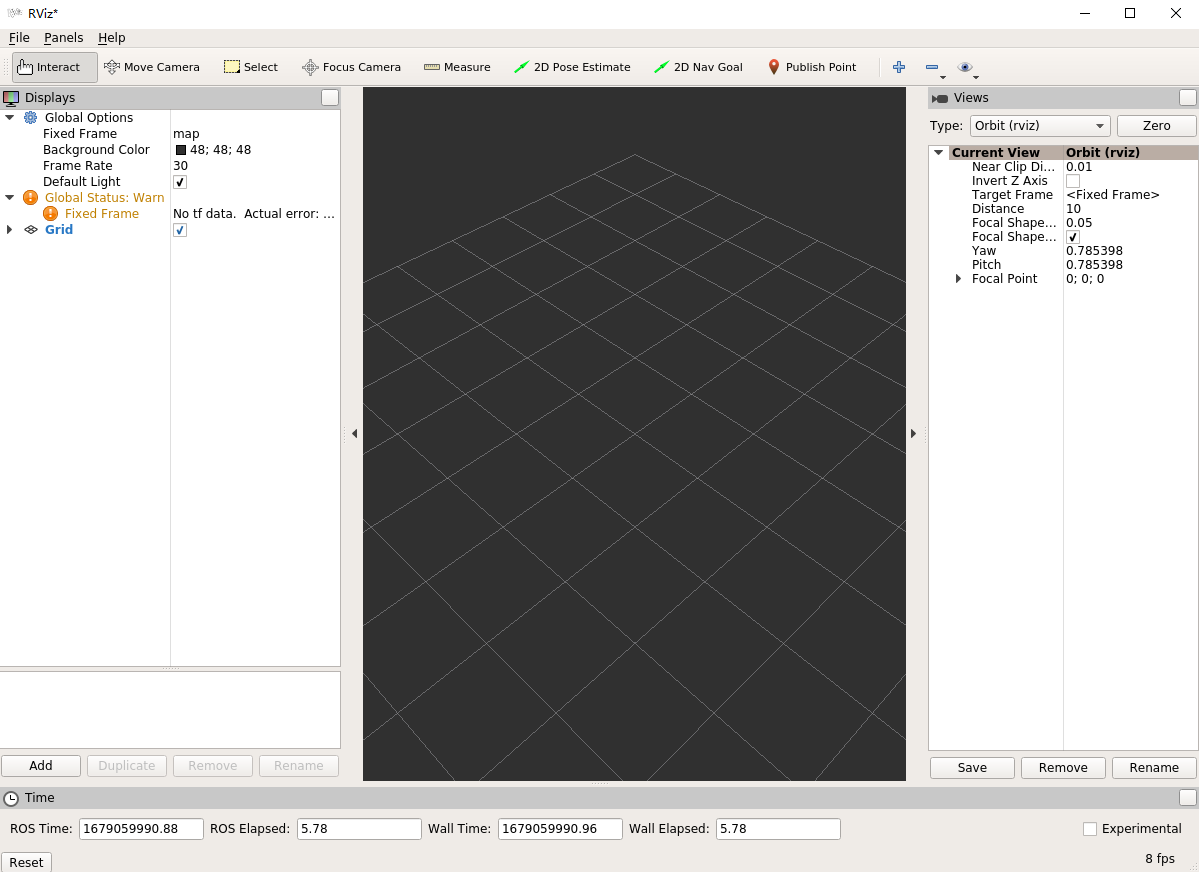 RViz*
File Panels Help
Interact Move Camera Select Focus Camera Measure 2D Pose Estimate 2D Nav Goal Publish Point
Displays
Global Options
Fixed Frame map
Background Color 48; 48; 48
Frame Rate 30
Default Light
Global Status: Warn
Fixed Frame No tf data. Actual error: ...
Grid
Add Duplicate Remove Rename
Views
Type: Orbit (rviz) Zero
Current View Orbit (rviz)
Near Clip Di... 0.01
Invert Z Axis
Target Frame <Fixed Frame>
Distance 10
Focal Shape... 0.05
Focal Shape...
Yaw 0.785398
Pitch 0.785398
Focal Point 0; 0; 0
Save Remove Rename
Time
ROS Time: 1679059990.88 ROS Elapsed: 5.78 Wall Time: 1679059990.96 Wall Elapsed: 5.78 Experimental
Reset 8 fps